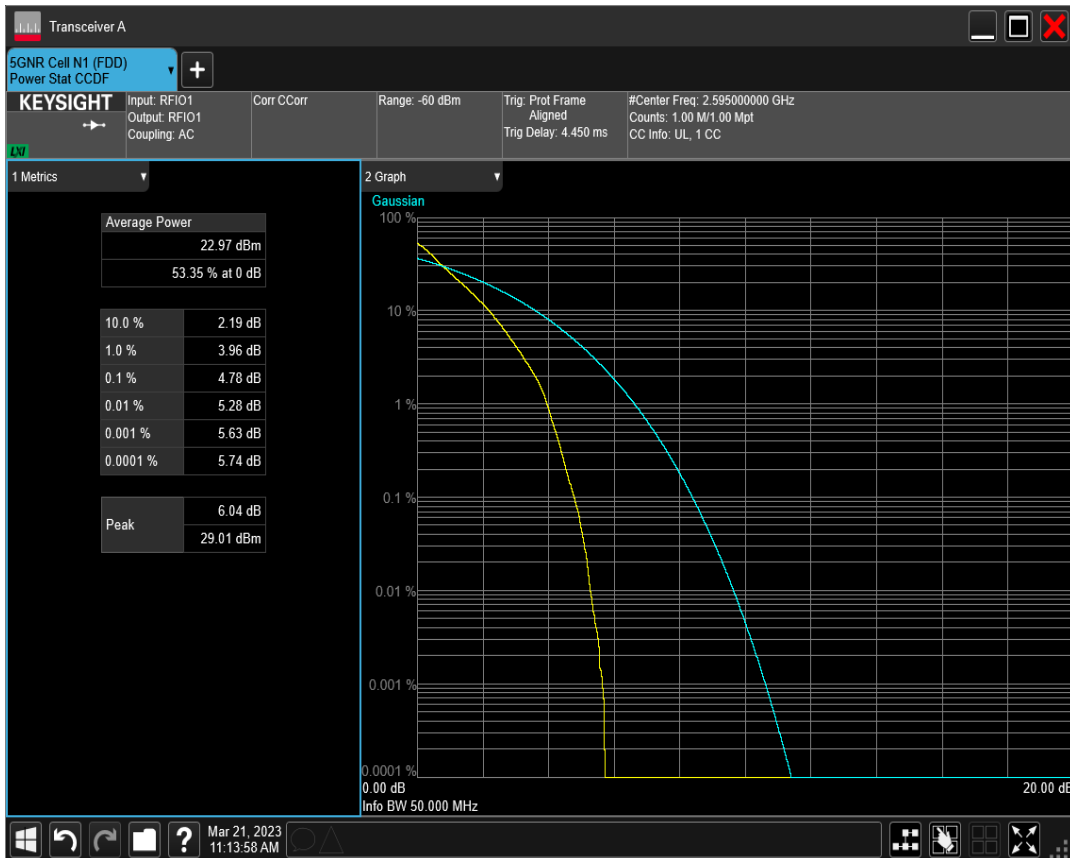 Transceiver A
5GNR Cell N1 (FDD)
Power Stat CCDF
KEYSIGHT
LXI
Input: RFIO1
Output: RFIO1
Coupling: AC
Corr CCorr
Range: -60 dBm
Trig: Prot Frame
Aligned
Trig Delay: 4.450 ms
#Center Freq: 2.595000000 GHz
Counts: 1.00 M/1.00 Mpt
CC Info: UL, 1 CC
1 Metrics
Average Power
22.97 dBm
53.35 % at 0 dB
10.0 % 2.19 dB
1.0 % 3.96 dB
0.1 % 4.78 dB
0.01 % 5.28 dB
0.001 % 5.63 dB
0.0001 % 5.74 dB
Peak 6.04 dB
29.01 dBm
2 Graph
Gaussian
100 %
10 %
1 %
0.1 %
0.01 %
0.001 %
0.0001 %
0.00 dB 20.00 dB
Info BW 50.000 MHz
? Mar 21, 2023
11:13:58 AM